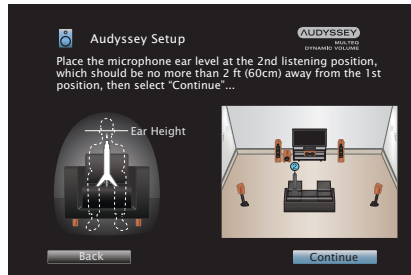 Audyssey Setup
AUDYSSEY
MULTEQ
DYNAMIC VOLUME
Place the microphone ear level at the 2nd listening position,
which should be no more than 2 ft (60cm) away from the 1st
position, then select "Continue"...
Ear Height
2
Back
Continue